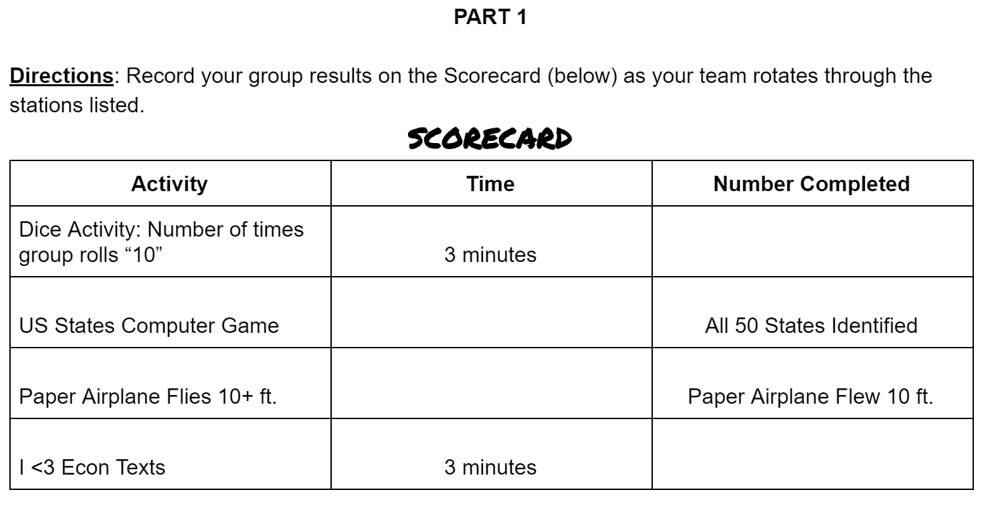 PART 1
Directions: Record your group results on the Scorecard (below) as your team rotates through the
stations listed.
SCORECARD
Activity Time Number Completed
Dice Activity: Number of times
group rolls “10” 3 minutes
US States Computer Game All 50 States Identified
Paper Airplane Flies 10+ ft. Paper Airplane Flew 10 ft.
I <3 Econ Texts 3 minutes